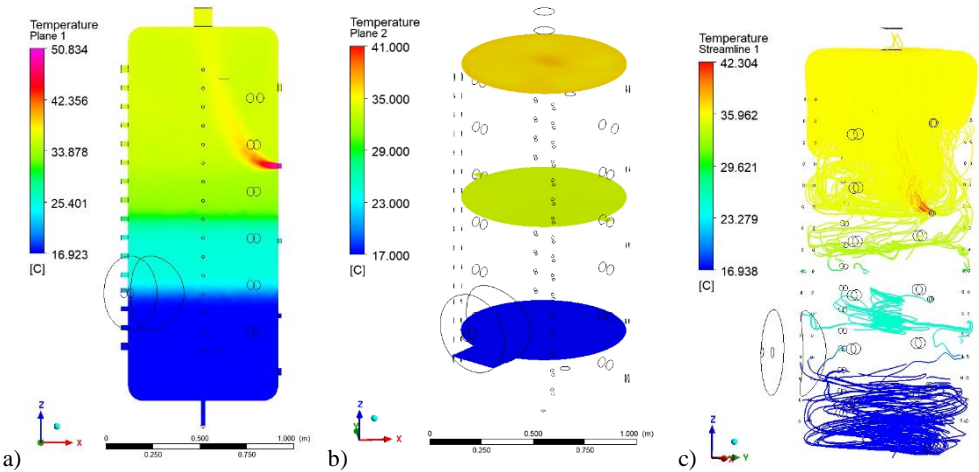 Temperature
Plane 1
50.834
42.356
33.878
25.401
16.923
[C]
Z
X
0
0.500
1.000 (m)
0.250
0.750
a)
Temperature
Plane 2
41.000
35.000
29.000
23.000
17.000
[C]
Z
Y
X
0
0.500
1.000 (m)
0.250
0.750
b)
Temperature
Streamline 1
42.304
35.962
29.621
23.279
16.938
[C]
Z
X
Y
c)